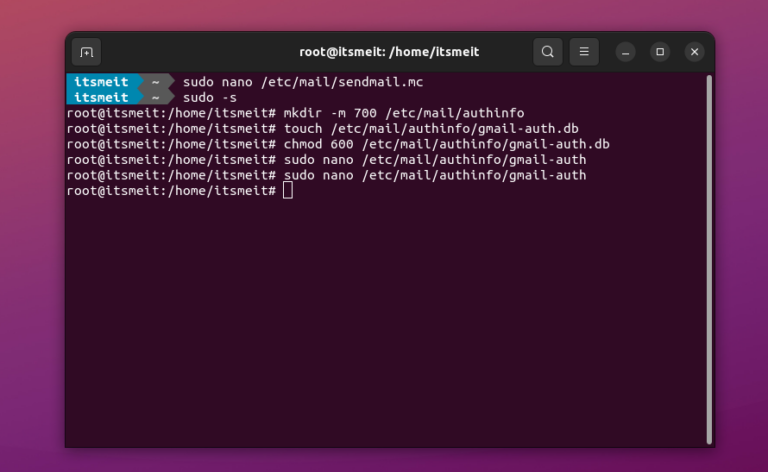 root@itsmeit: /home/itsmeit
itsmeit ~ sudo nano /etc/mail/sendmail.mc
itsmeit ~ sudo -s
root@itsmeit:/home/itsmeit# mkdir -m 700 /etc/mail/authinfo
root@itsmeit:/home/itsmeit# touch /etc/mail/authinfo/gmail-auth.db
root@itsmeit:/home/itsmeit# chmod 600 /etc/mail/authinfo/gmail-auth.db
root@itsmeit:/home/itsmeit# sudo nano /etc/mail/authinfo/gmail-auth
root@itsmeit:/home/itsmeit# sudo nano /etc/mail/authinfo/gmail-auth
root@itsmeit:/home/itsmeit#